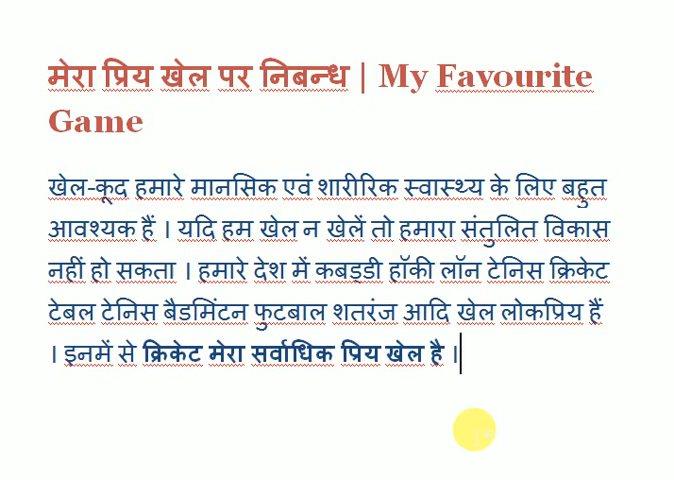 मेरा प्रिय खेल पर निबन्ध | My Favourite
Game
खेल-कूद हमारे मानसिक एवं शारीरिक स्वास्थ्य के लिए बहुत
आवश्यक हैं । यदि हम खेल न खेलें तो हमारा संतुलित विकास
नहीं हो सकता । हमारे देश में कबड्डी हॉकी लॉन टेनिस क्रिकेट
टेबल टेनिस बैडमिंटन फुटबाल शतरंज आदि खेल लोकप्रिय हैं
। इनमें से क्रिकेट मेरा सर्वाधिक प्रिय खेल है ।